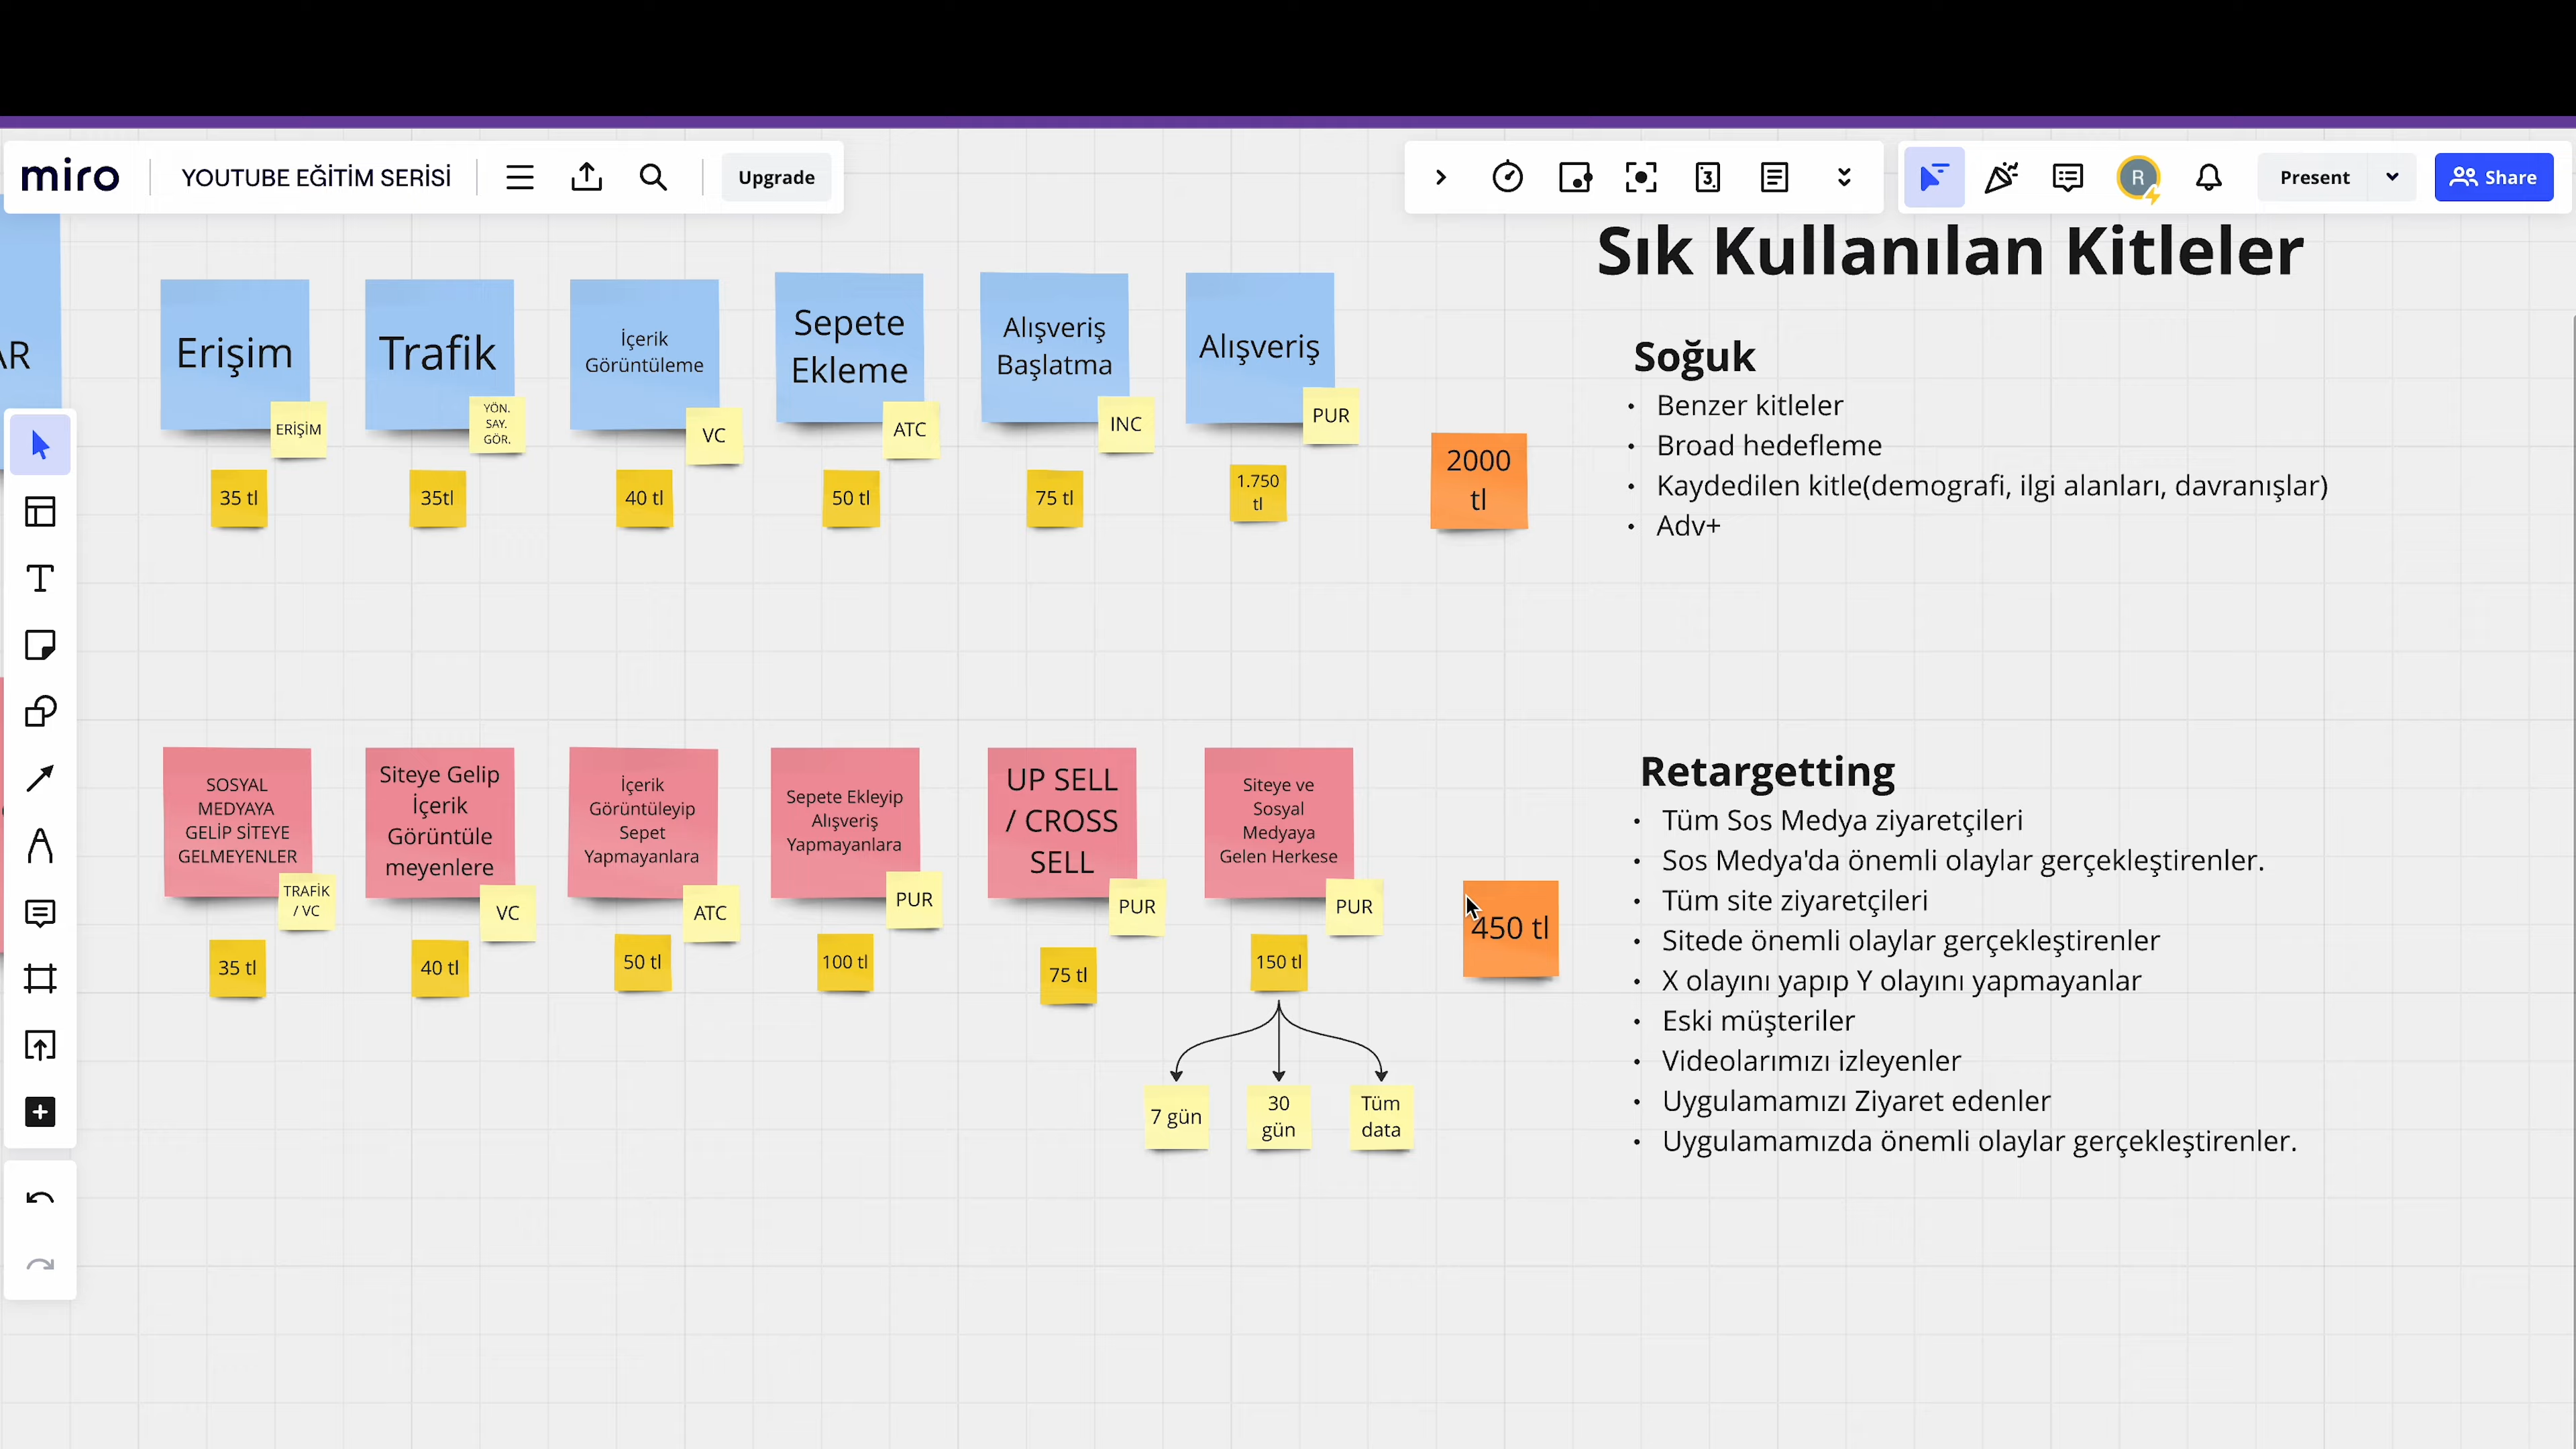 miro
YOUTUBE EĞİTİM SERİSİ
Upgrade
3
R
Present
Share
Sık Kullanılan Kitleler
AR
Erişim
ERİŞİM
35 tl
Trafik
YÖN.
SAY.
GÖR.
35tl
İçerik
Görüntüleme
VC
40 tl
Sepete
Ekleme
ATC
50 tl
Alışveriş
Başlatma
INC
75 tl
Alışveriş
PUR
1.750
tl
2000
tl
Soğuk
• Benzer kitleler
• Broad hedefleme
• Kaydedilen kitle(demografi, ilgi alanları, davranışlar)
• Adv+
SOSYAL
MEDYAYA
GELİP SİTEYE
GELMEYENLER
TRAFİK
/ VC
35 tl
Siteye Gelip
İçerik
Görüntüle
meyenlere
VC
40 tl
İçerik
Görüntüleyip
Sepet
Yapmayanlara
ATC
50 tl
Sepete Ekleyip
Alışveriş
Yapmayanlara
PUR
100 tl
UP SELL
/ CROSS
SELL
PUR
75 tl
Siteye ve
Sosyal
Medyaya
Gelen Herkese
PUR
150 tl
7 gün
30
gün
Tüm
data
450 tl
Retargetting
• Tüm Sos Medya ziyaretçileri
• Sos Medya'da önemli olaylar gerçekleştirenler.
• Tüm site ziyaretçileri
• Sitede önemli olaylar gerçekleştirenler
• X olayını yapıp Y olayını yapmayanlar
• Eski müşteriler
• Videolarımızı izleyenler
• Uygulamamızı Ziyaret edenler
• Uygulamamızda önemli olaylar gerçekleştirenler.